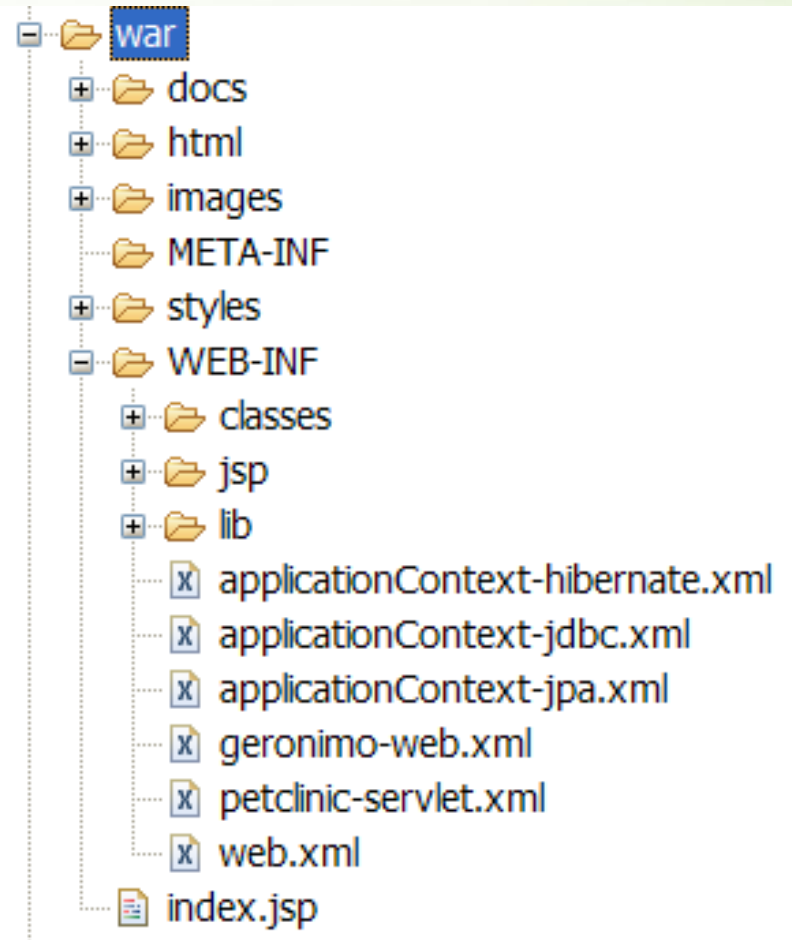 war
docs
html
images
META-INF
styles
WEB-INF
classes
jsp
lib
applicationContext-hibernate.xml
applicationContext-jdbc.xml
applicationContext-jpa.xml
geronimo-web.xml
petclinic-servlet.xml
web.xml
index.jsp